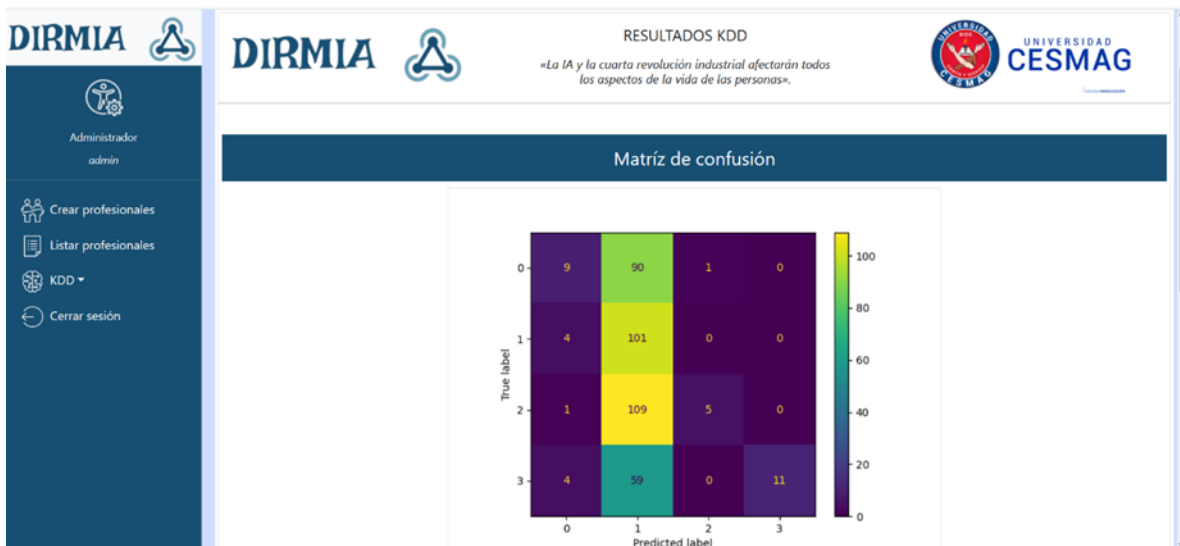 DIRMIA
Administrador
admin
Crear profesionales
Listar profesionales
KDD
Cerrar sesión
DIRMIA
RESULTADOS KDD
«La IA y la cuarta revolución industrial afectarán todos
los aspectos de la vida de las personas».
UNIVERSIDAD
CESMAG
UNIVERSIDAD
CESMAG
Matríz de confusión
0
9
90
1
0
1
4
101
0
0
2
1
109
5
0
3
4
59
0
11
True label
0
1
2
3
Predicted label
100
80
60
40
20
0